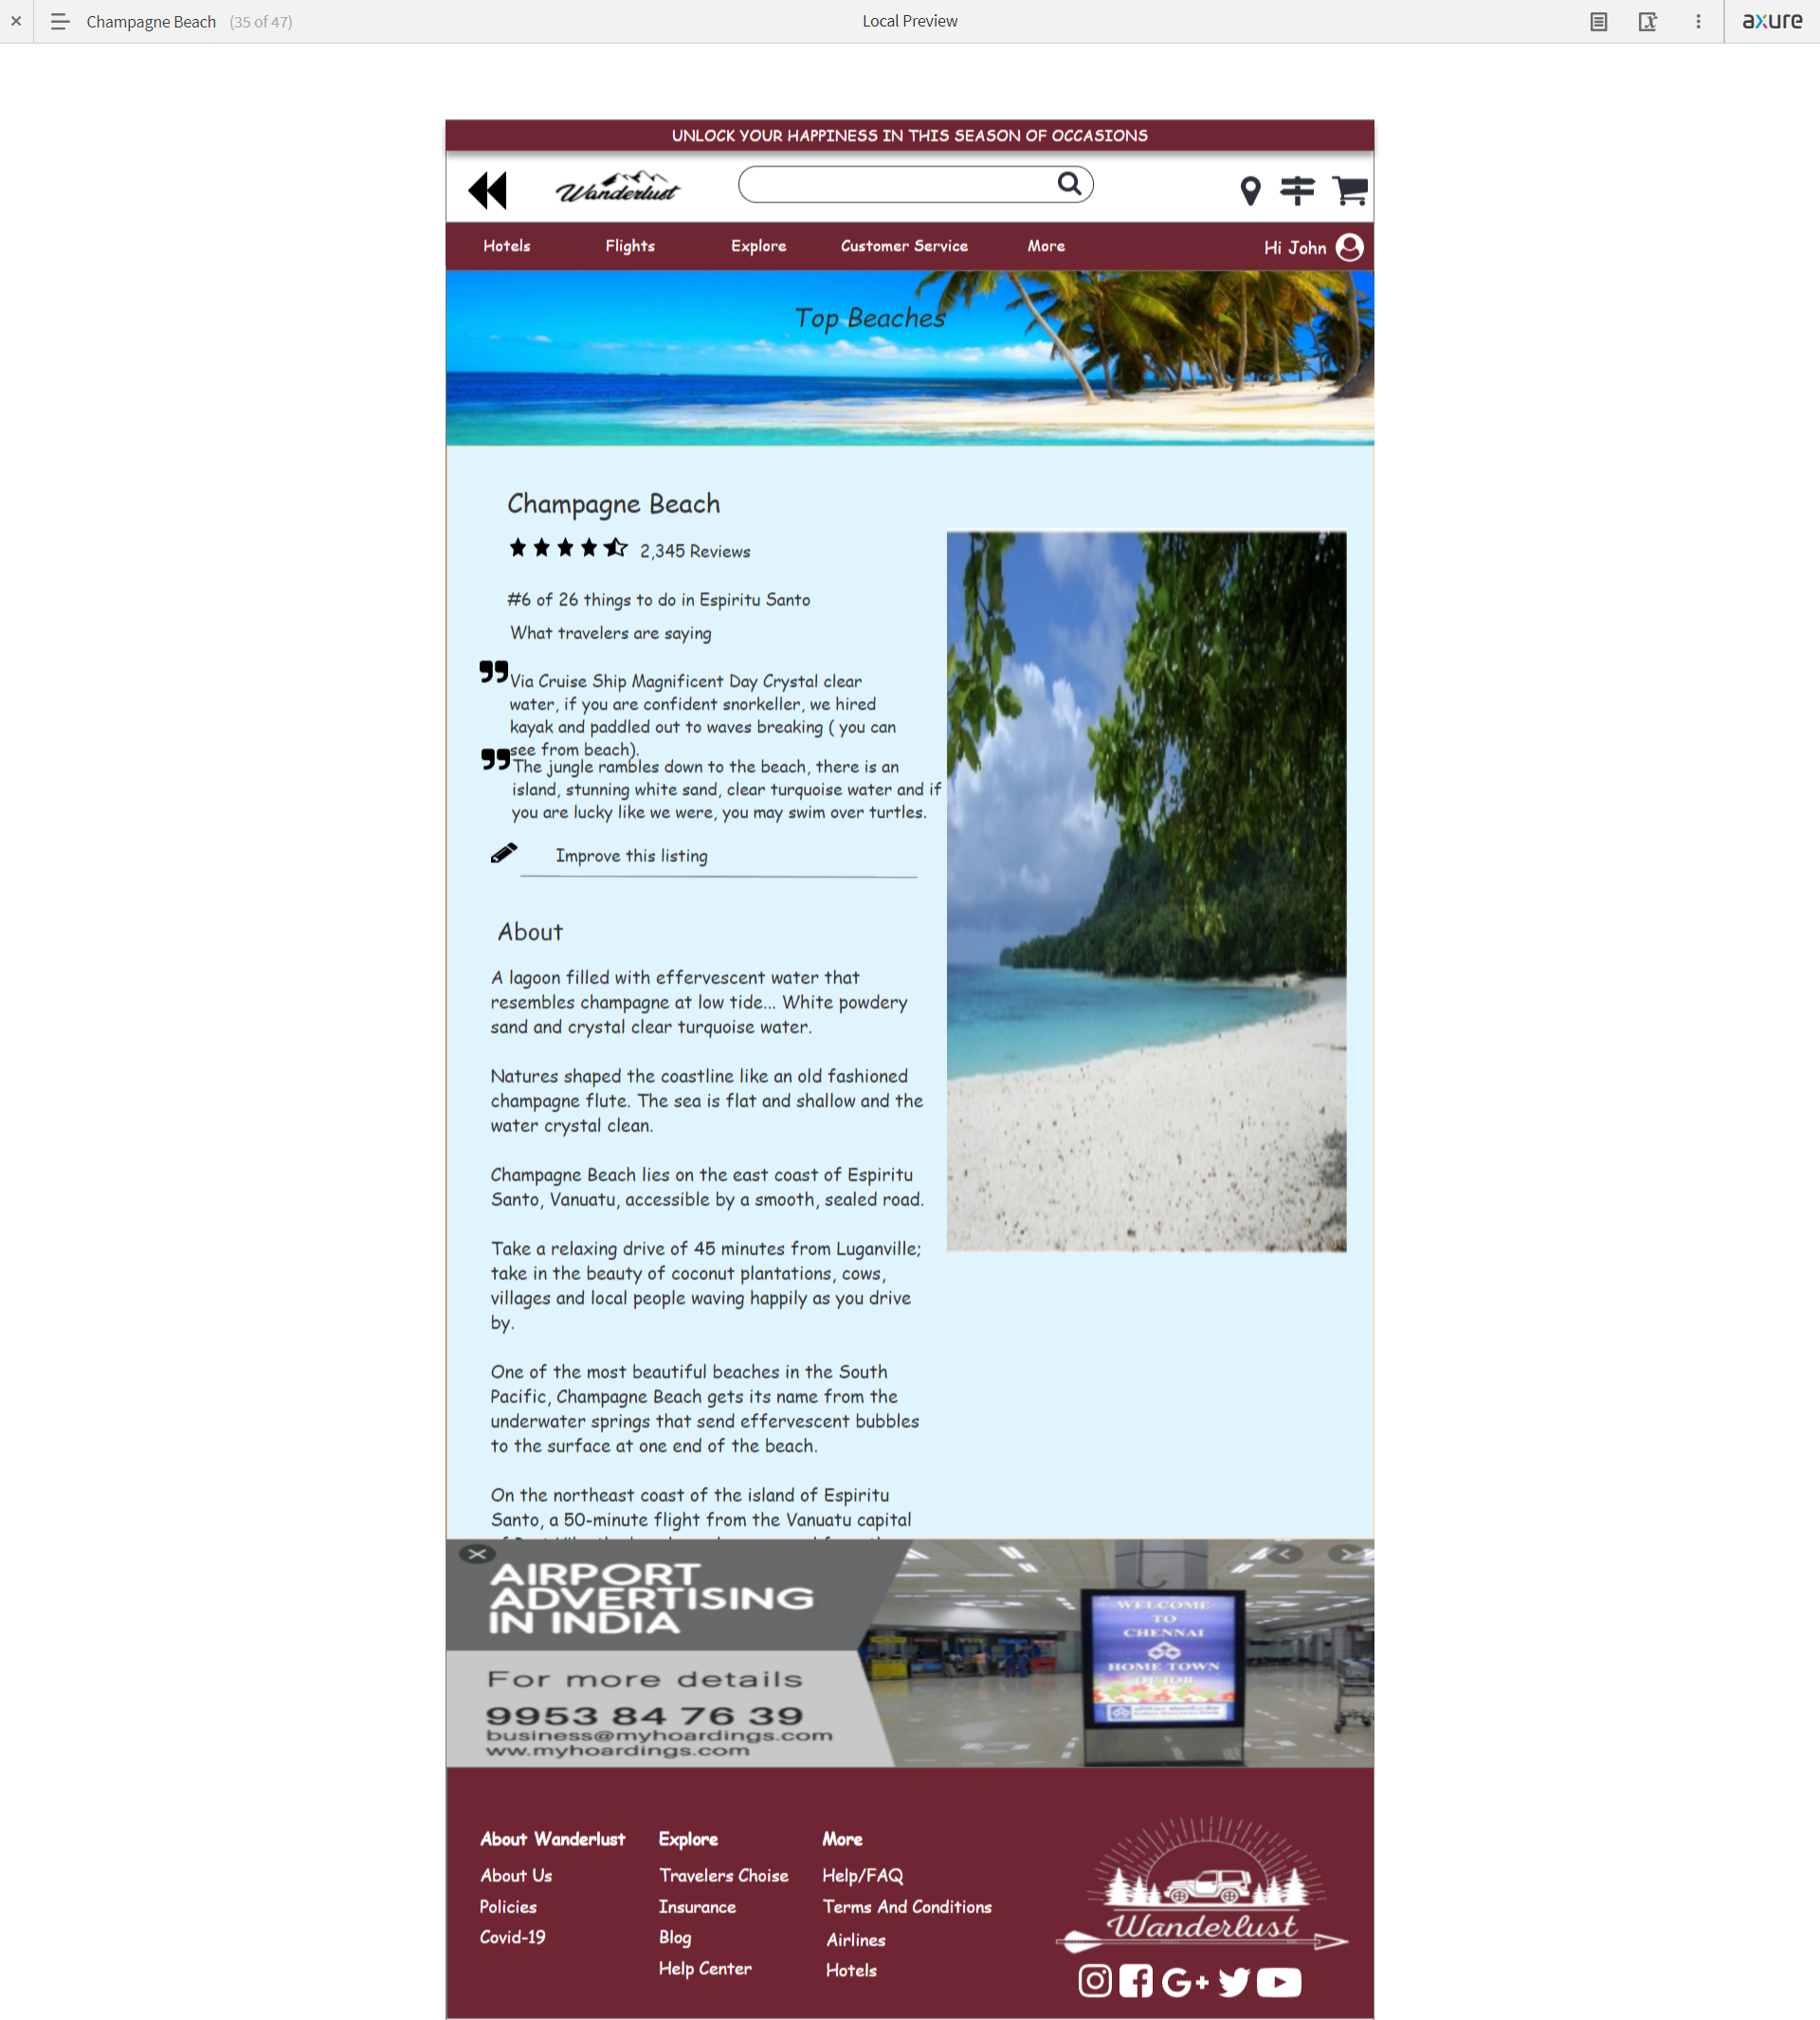 Champagne Beach (35 of 47)
Local Preview
axure
UNLOCK YOUR HAPPINESS IN THIS SEASON OF OCCASIONS
Wanderlust
Hotels Flights Explore Customer Service More Hi John
Top Beaches
Champagne Beach
2,345 Reviews
#6 of 26 things to do in Espiritu Santo
What travelers are saying
Via Cruise Ship Magnificent Day Crystal clear
water, if you are confident snorkeller, we hired
kayak and paddled out to waves breaking ( you can
see from beach).
The jungle rambles down to the beach, there is an
island, stunning white sand, clear turquoise water and if
you are lucky like we were, you may swim over turtles.
Improve this listing
About
A lagoon filled with effervescent water that
resembles champagne at low tide... White powdery
sand and crystal clear turquoise water.
Natures shaped the coastline like an old fashioned
champagne flute. The sea is flat and shallow and the
water crystal clean.
Champagne Beach lies on the east coast of Espiritu
Santo, Vanuatu, accessible by a smooth, sealed road.
Take a relaxing drive of 45 minutes from Luganville;
take in the beauty of coconut plantations, cows,
villages and local people waving happily as you drive
by.
One of the most beautiful beaches in the South
Pacific, Champagne Beach gets its name from the
underwater springs that send effervescent bubbles
to the surface at one end of the beach.
On the northeast coast of the island of Espiritu
Santo, a 50-minute flight from the Vanuatu capital
AIRPORT
ADVERTISING
IN INDIA
For more details
9953 84 76 39
business@myhoardings.com
ww.myhoardings.com
WELCOME
TO
CHENNAI
HOME TOWN
About Wanderlust
About Us
Policies
Covid-19
Explore
Travelers Choise
Insurance
Blog
Help Center
More
Help/FAQ
Terms And Conditions
Airlines
Hotels
Wanderlust